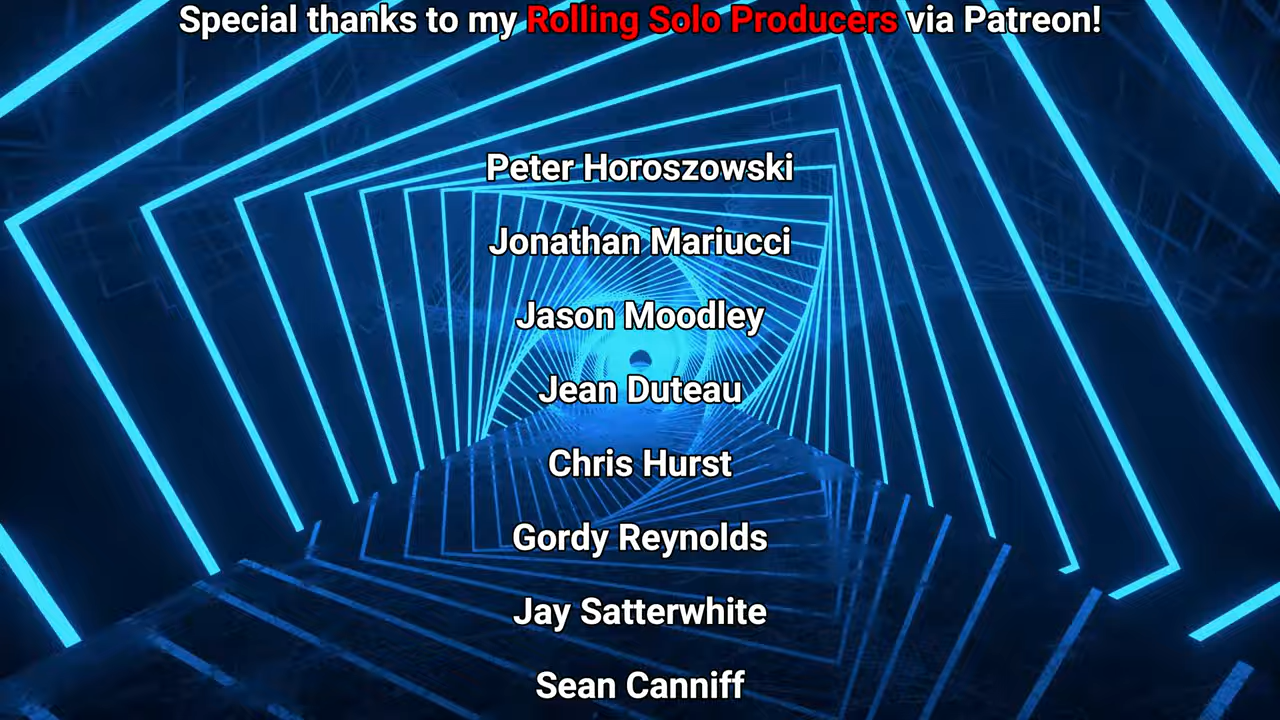 Special thanks to my Rolling Solo Producers via Patreon!
Peter Horoszowski
Jonathan Mariucci
Jason Moodley
Jean Duteau
Chris Hurst
Gordy Reynolds
Jay Satterwhite
Sean Canniff